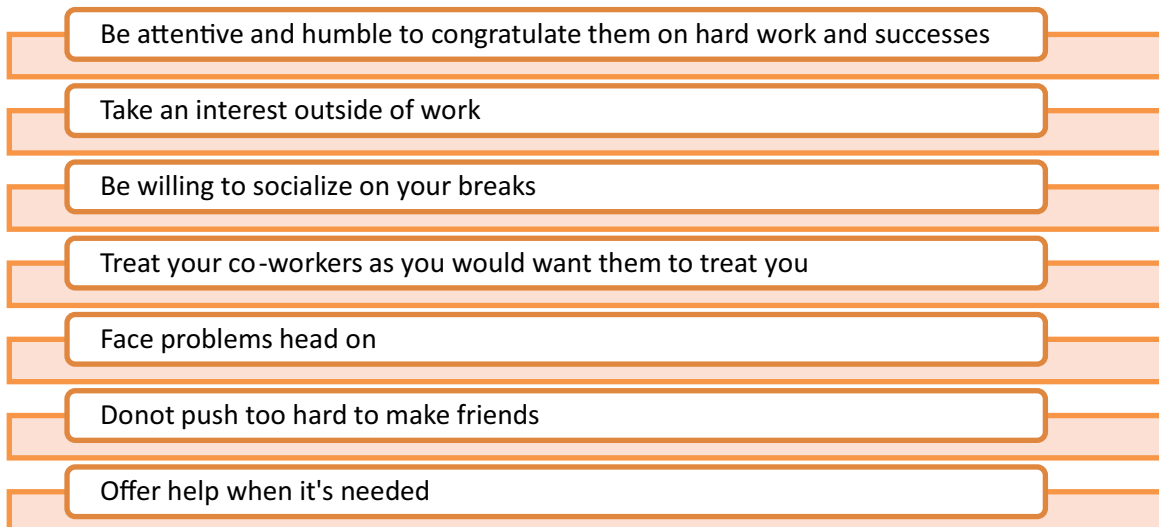 Be attentive and humble to congratulate them on hard work and successes
Take an interest outside of work
Be willing to socialize on your breaks
Treat your co-workers as you would want them to treat you
Face problems head on
Donot push too hard to make friends
Offer help when it's needed